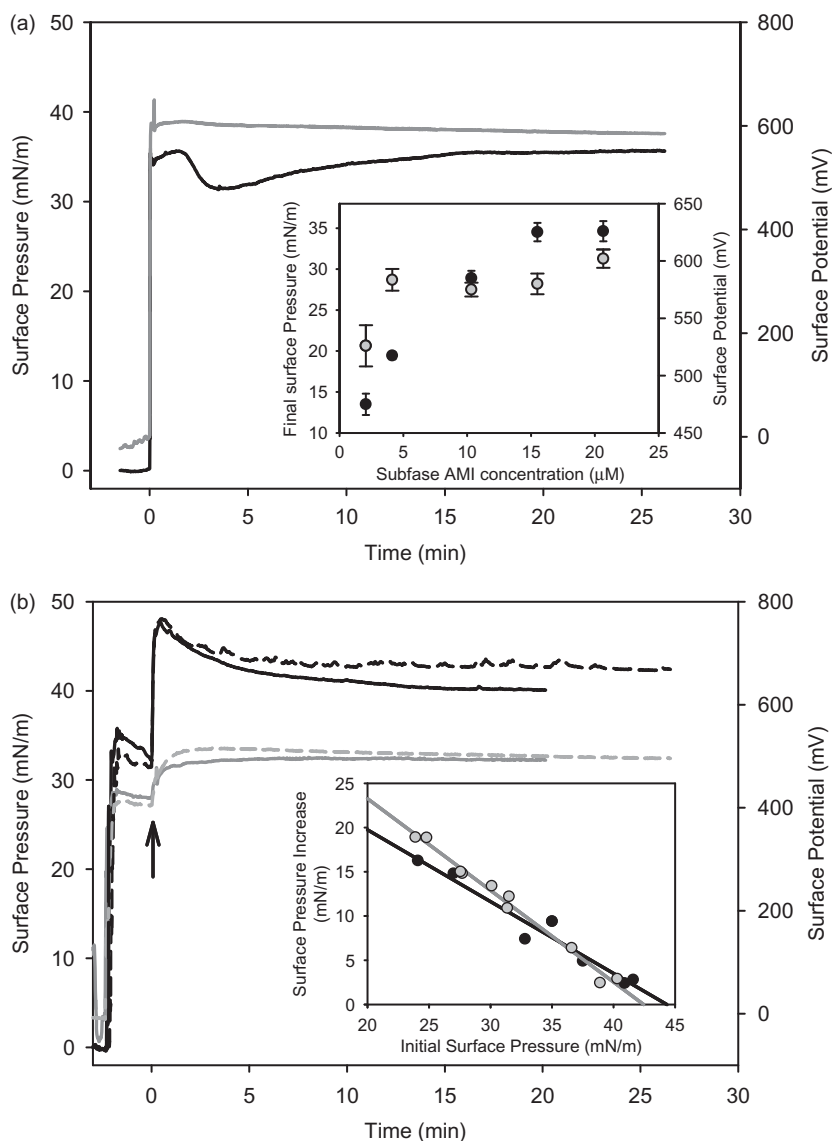 (a)
50
40
30
20
10
0
Surface Pressure (mN/m)
800
600
400
200
0
Surface Potential (mV)
0 5 10 15 20 25 30
Time (min)
35
30
25
20
15
10
Final surface Pressure (mN/m)
650
600
550
500
450
Surface Potential (mV)
0 5 10 15 20 25
Subfase AMI concentration (μM)
(b)
50
40
30
20
10
0
Surface Pressure (mN/m)
800
600
400
200
0
Surface Potential (mV)
0 5 10 15 20 25 30
Time (min)
25
20
15
10
5
0
Surface Pressure Increase
(mN/m)
20 25 30 35 40 45
Initial Surface Pressure (mN/m)